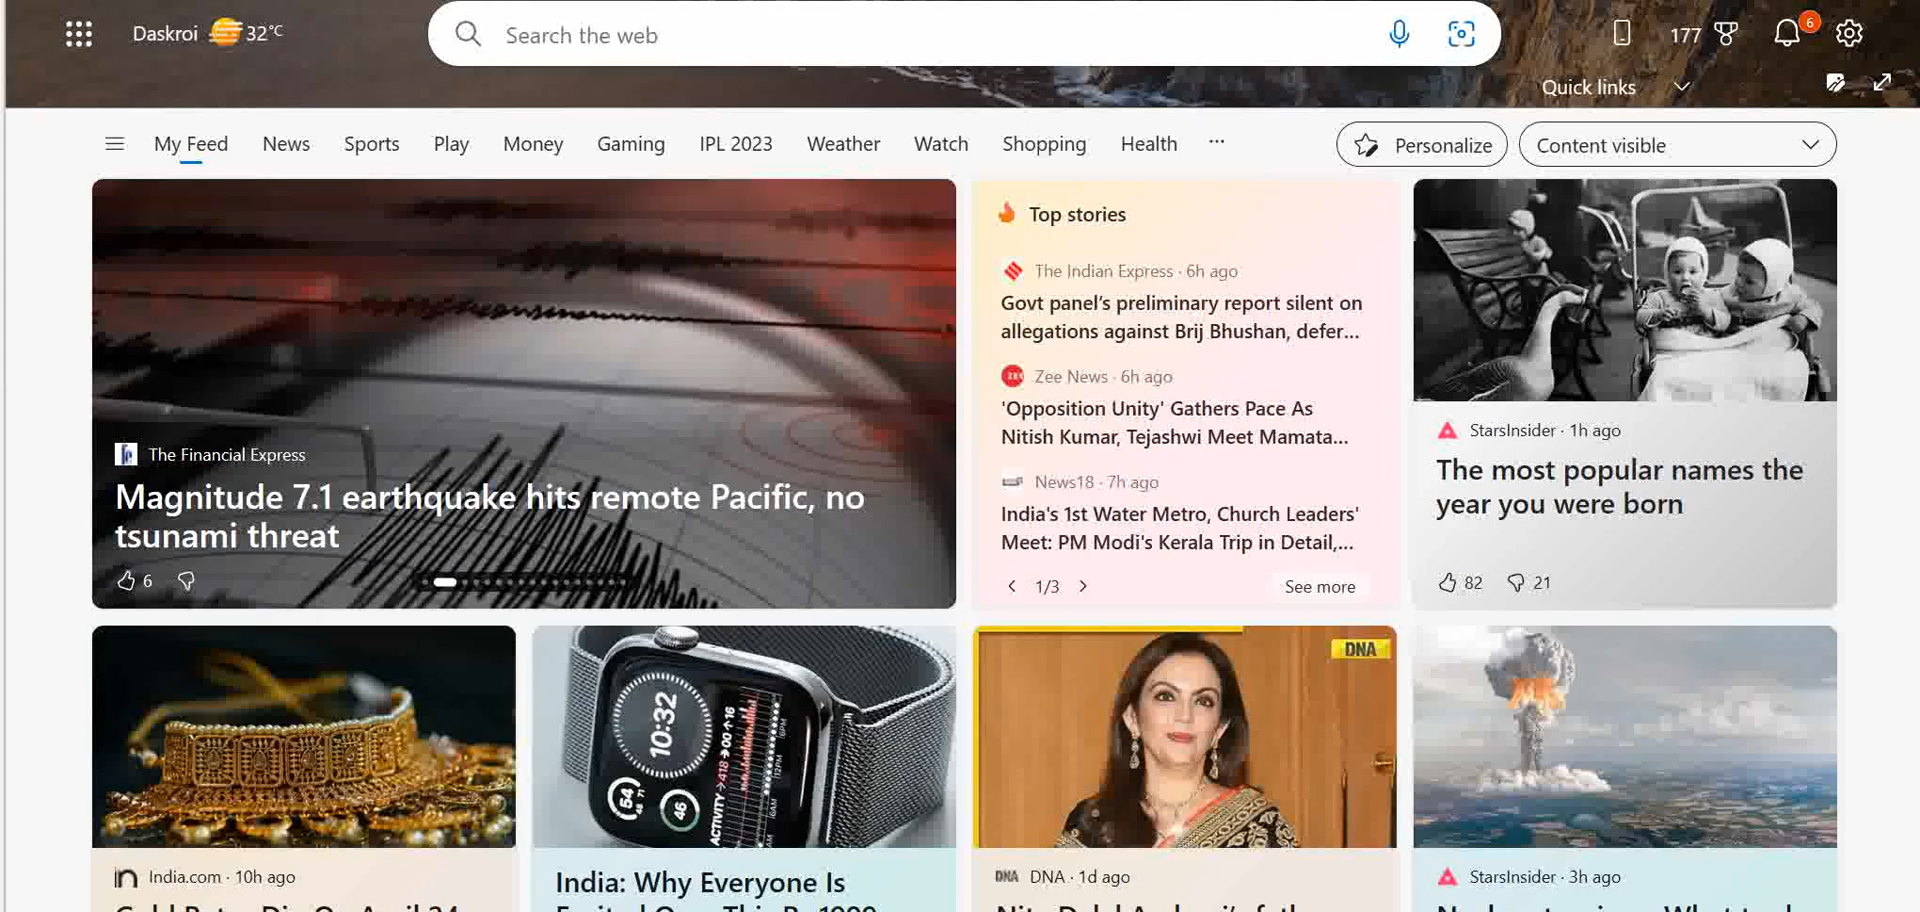 Daskroi 32°C
Search the web
177
6
Quick links
My Feed News Sports Play Money Gaming IPL 2023 Weather Watch Shopping Health ...
Personalize
Content visible
The Financial Express
Magnitude 7.1 earthquake hits remote Pacific, no
tsunami threat
6
Top stories
The Indian Express · 6h ago
Govt panel’s preliminary report silent on
allegations against Brij Bhushan, defer...
ZEE
Zee News · 6h ago
'Opposition Unity' Gathers Pace As
Nitish Kumar, Tejashwi Meet Mamata...
News18 · 7h ago
India's 1st Water Metro, Church Leaders'
Meet: PM Modi's Kerala Trip in Detail,...
1/3
See more
StarsInsider · 1h ago
The most popular names the
year you were born
82 21
10:32
54
46
ACTIVITY
DNA
India.com · 10h ago
India: Why Everyone Is
DNA DNA · 1d ago
StarsInsider · 3h ago